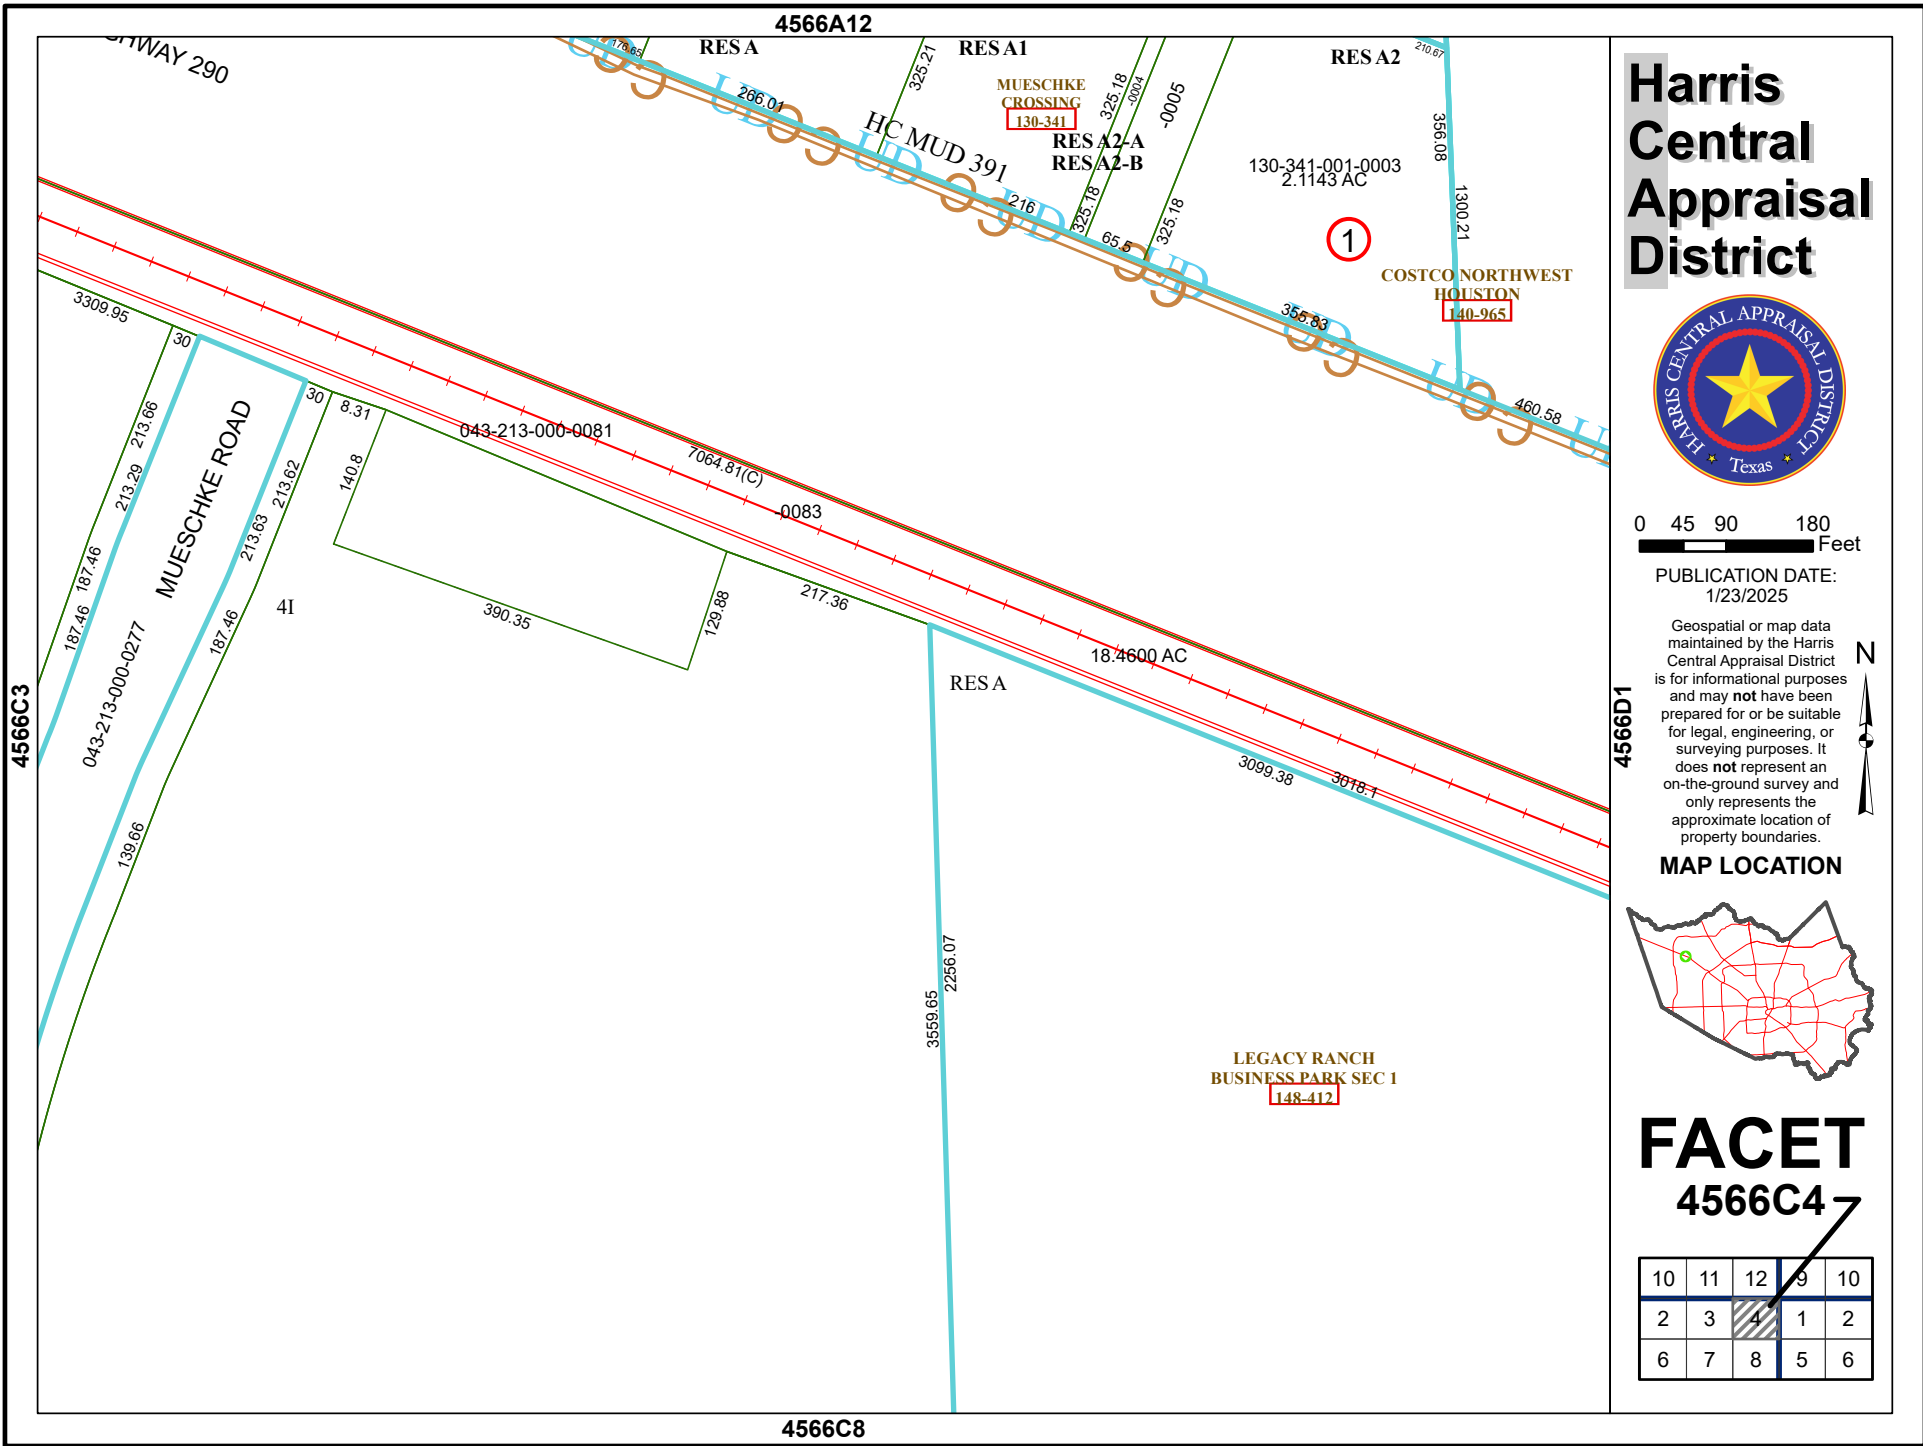 4566A12
HWAY 290
176.65
RES A
325.21
RES A1
MUESCHKE
CROSSING
130-341
325.18
-0004
-0005
RES A2
210.67
266.01
HC MUD 391
RES A2-A
RES A2-B
130-341-001-0003
2.1143 AC
356.08
1300.21
216
325.18
65.5
325.18
1
COSTCO NORTHWEST
HOUSTON
140-965
355.83
460.58
UD
UD
UD
UD
UD
UD
UD
U
3309.95
30
30
8.31
213.66
213.29
MUESCHKE ROAD
213.62
213.63
140.8
043-213-000-0081
7064.81(C)
-0083
187.46
187.46
187.46
4I
390.35
129.88
217.36
043-213-000-0277
18.4600 AC
RES A
3099.38
3018.1
139.66
2256.07
3559.65
LEGACY RANCH
BUSINESS PARK SEC 1
148-412
4566C3
4566D1
4566C8
Harris
Central
Appraisal
District
HARRIS CENTRAL APPRAISAL DISTRICT
Texas
0 45 90 180
Feet
PUBLICATION DATE:
1/23/2025
Geospatial or map data
maintained by the Harris
Central Appraisal District
is for informational purposes
and may not have been
prepared for or be suitable
for legal, engineering, or
surveying purposes. It
does not represent an
on-the-ground survey and
only represents the
approximate location of
property boundaries.
N
MAP LOCATION
FACET
4566C4
10 11 12 9 10
2 3 4 1 2
6 7 8 5 6